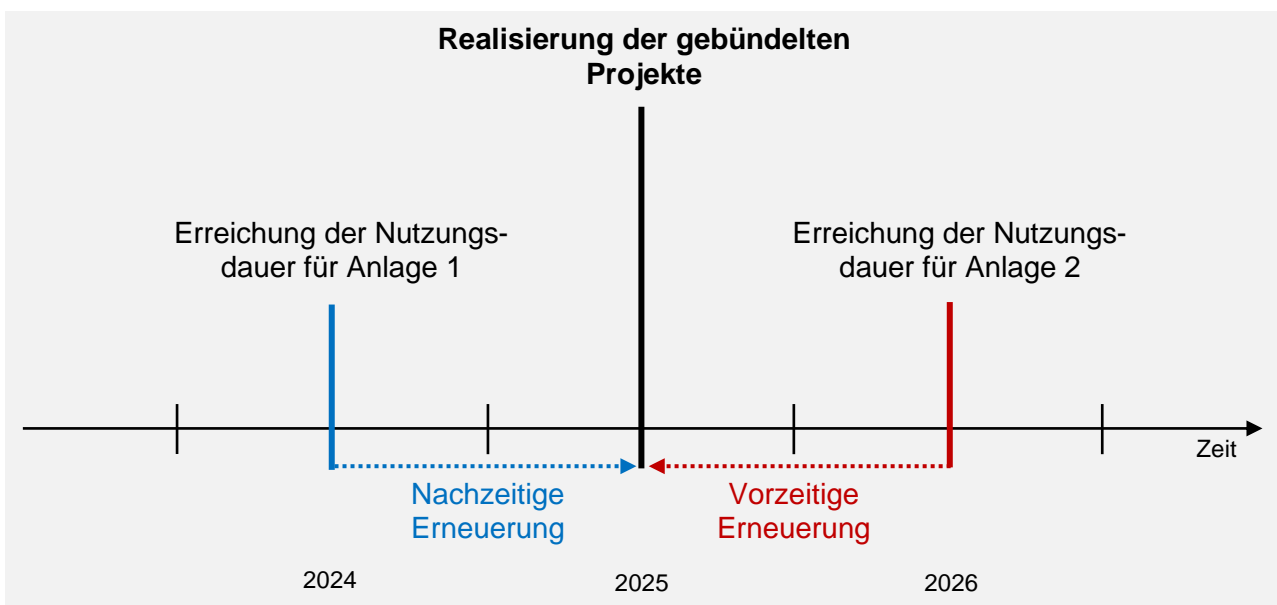 Realisierung der gebündelten
Projekte
Erreichung der Nutzungs-
dauer für Anlage 1
Erreichung der Nutzungs-
dauer für Anlage 2
Zeit
Nachzeitige
Erneuerung
Vorzeitige
Erneuerung
2024
2025
2026